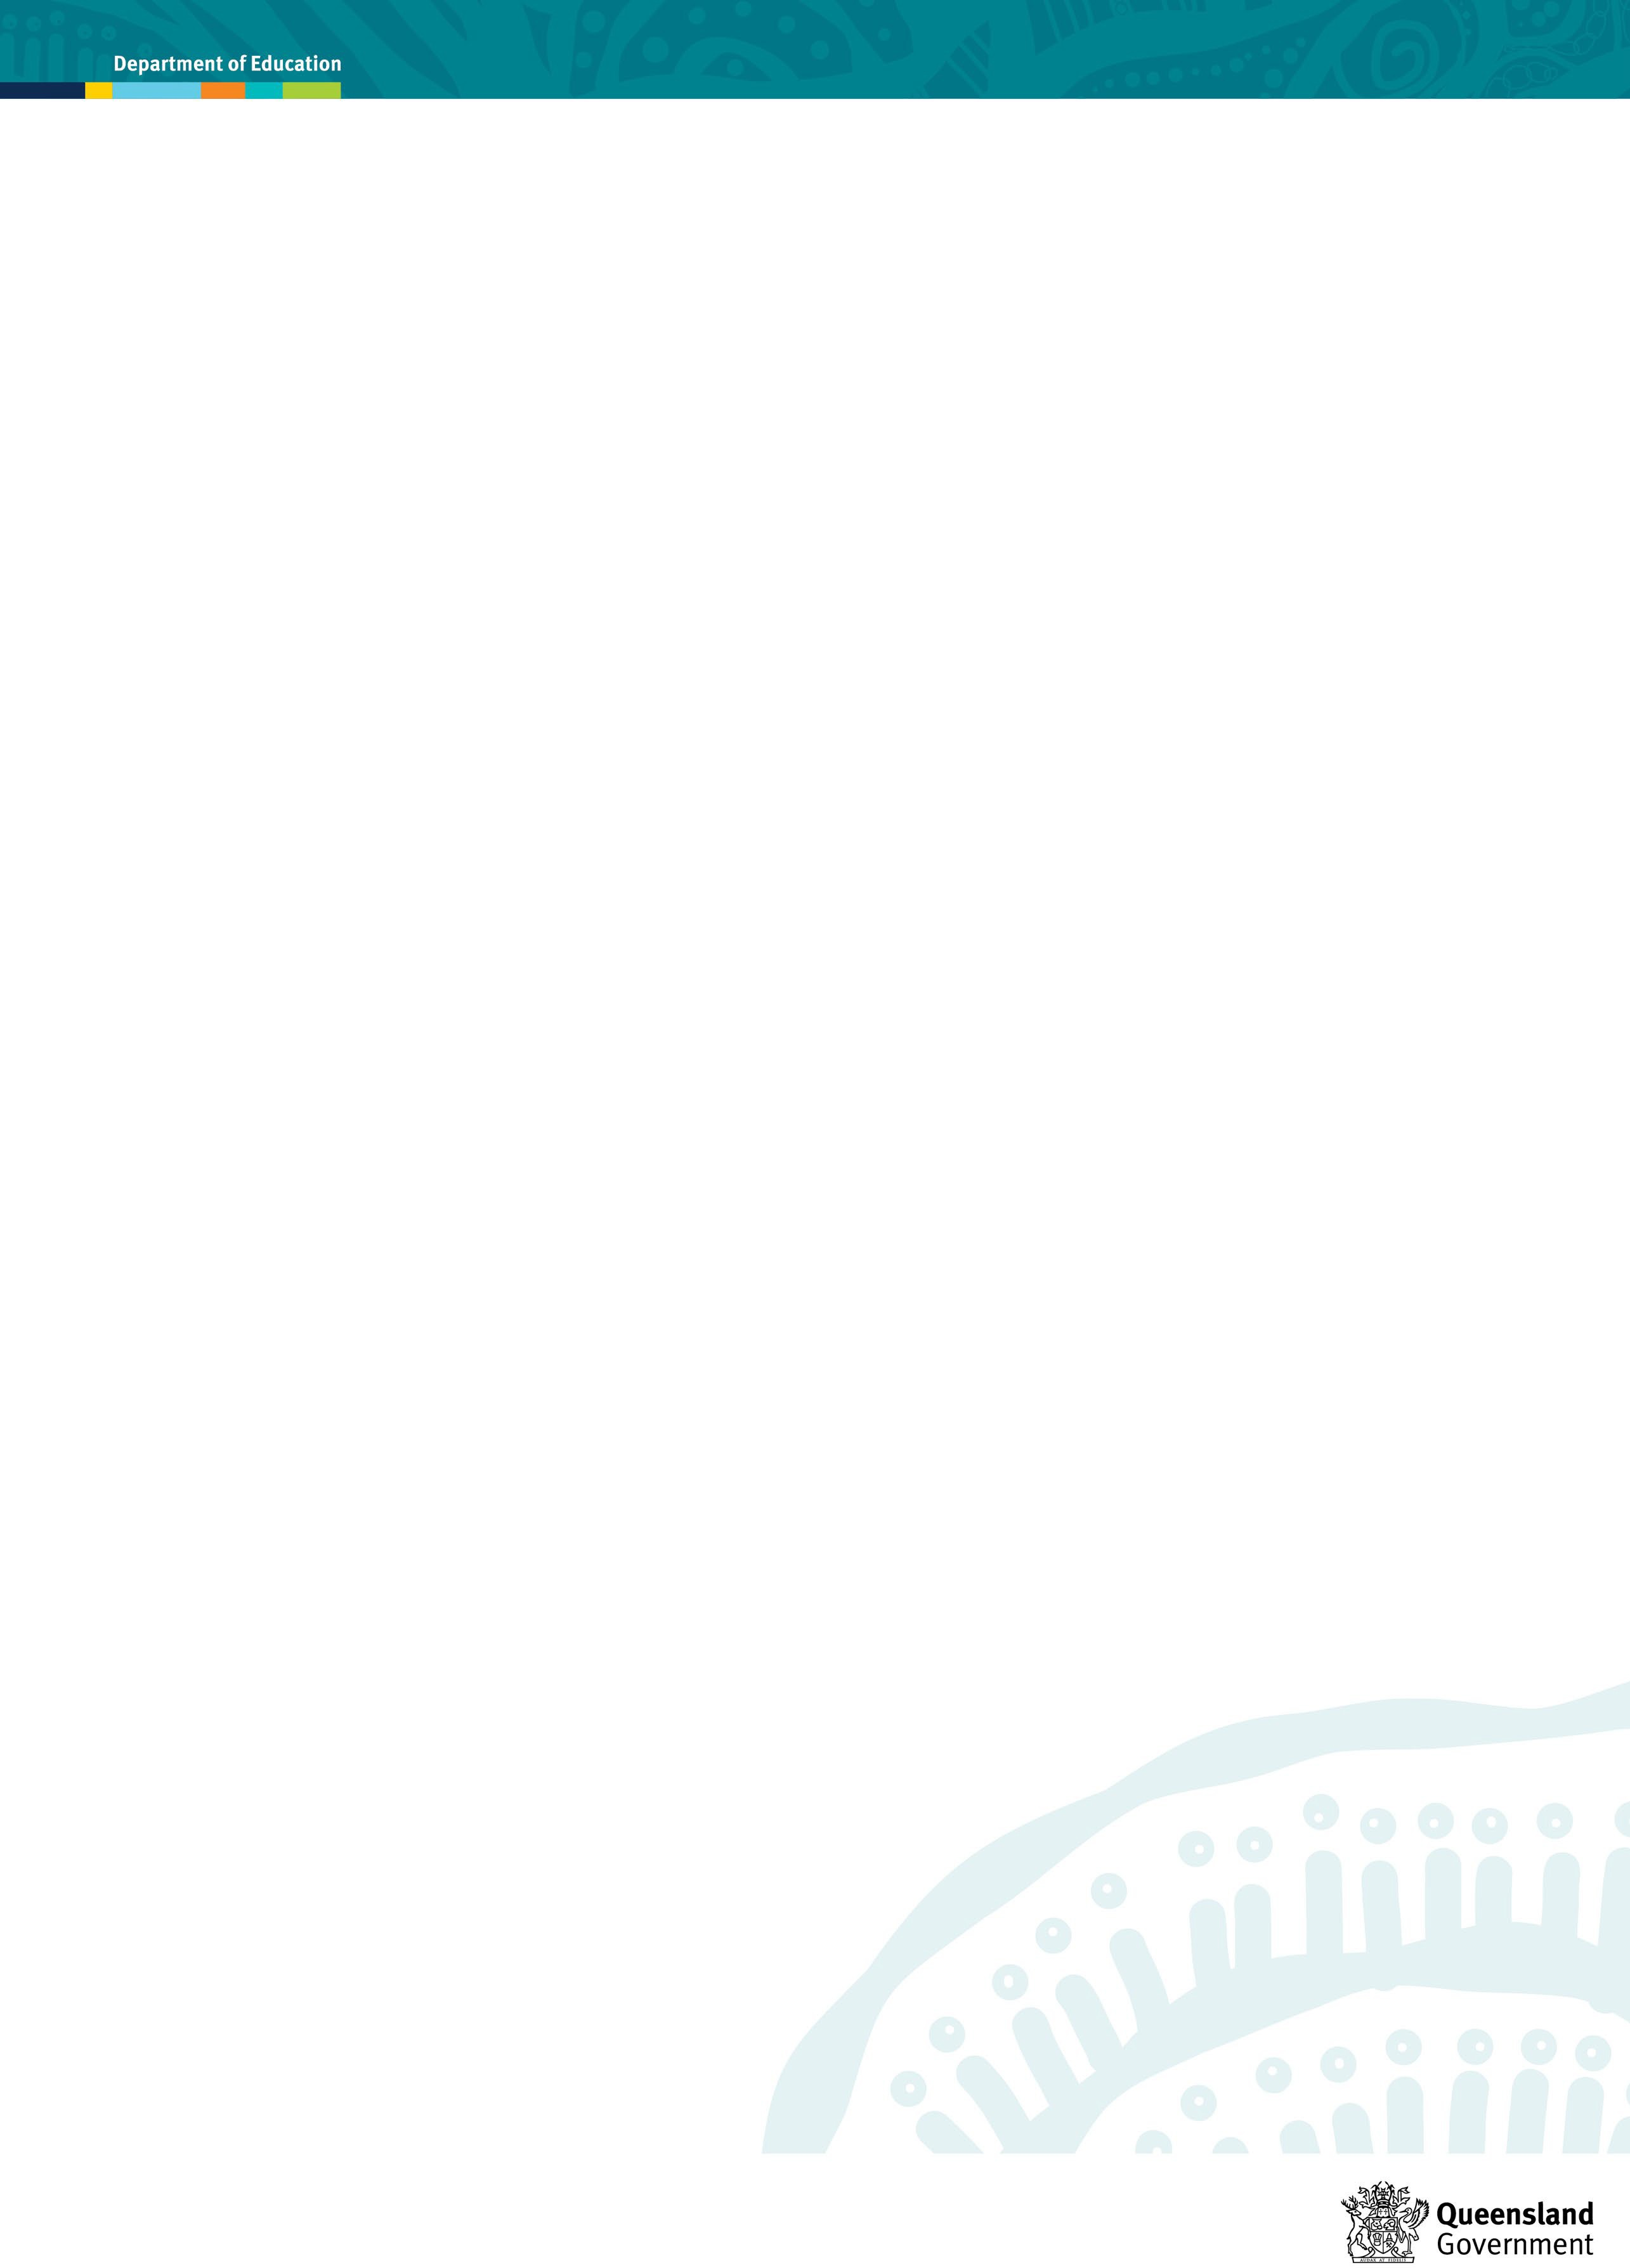 Department of Education
Queensland
Government